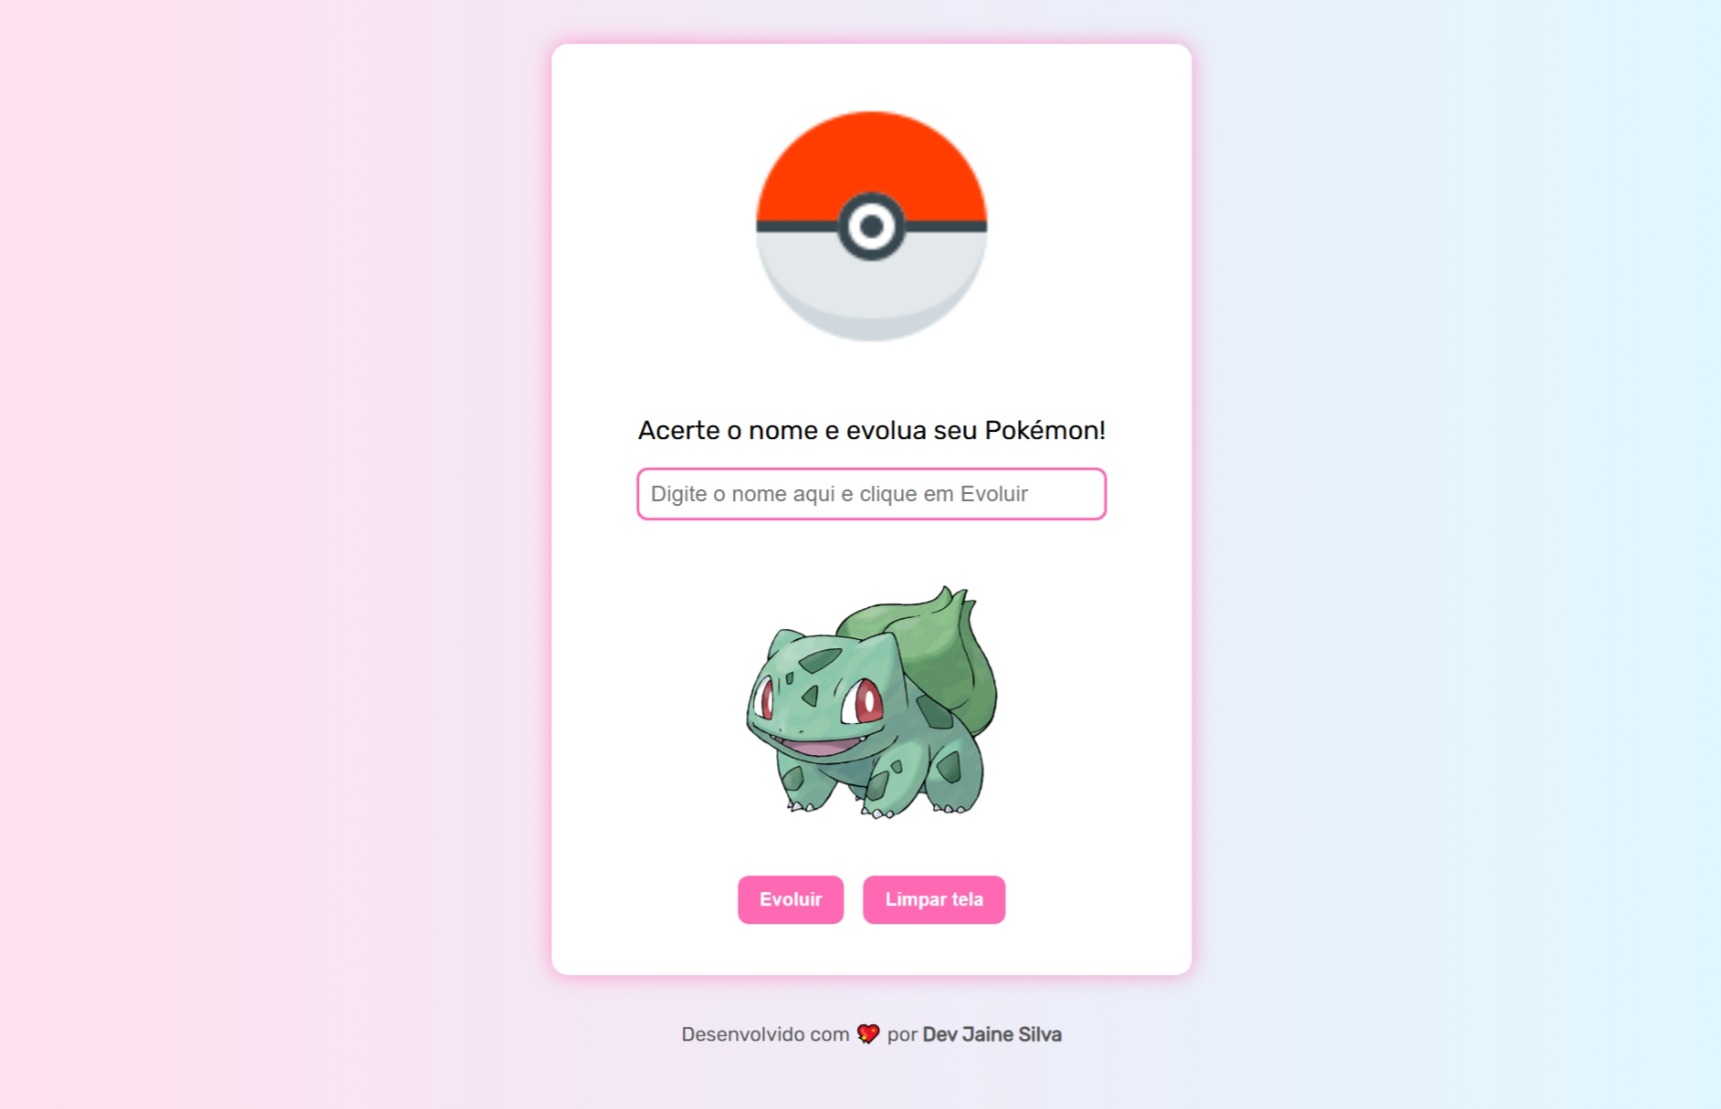 Acerte o nome e evolua seu Pokémon!
Digite o nome aqui e clique em Evoluir
Evoluir
Limpar tela
Desenvolvido com 💖 por Dev Jaine Silva